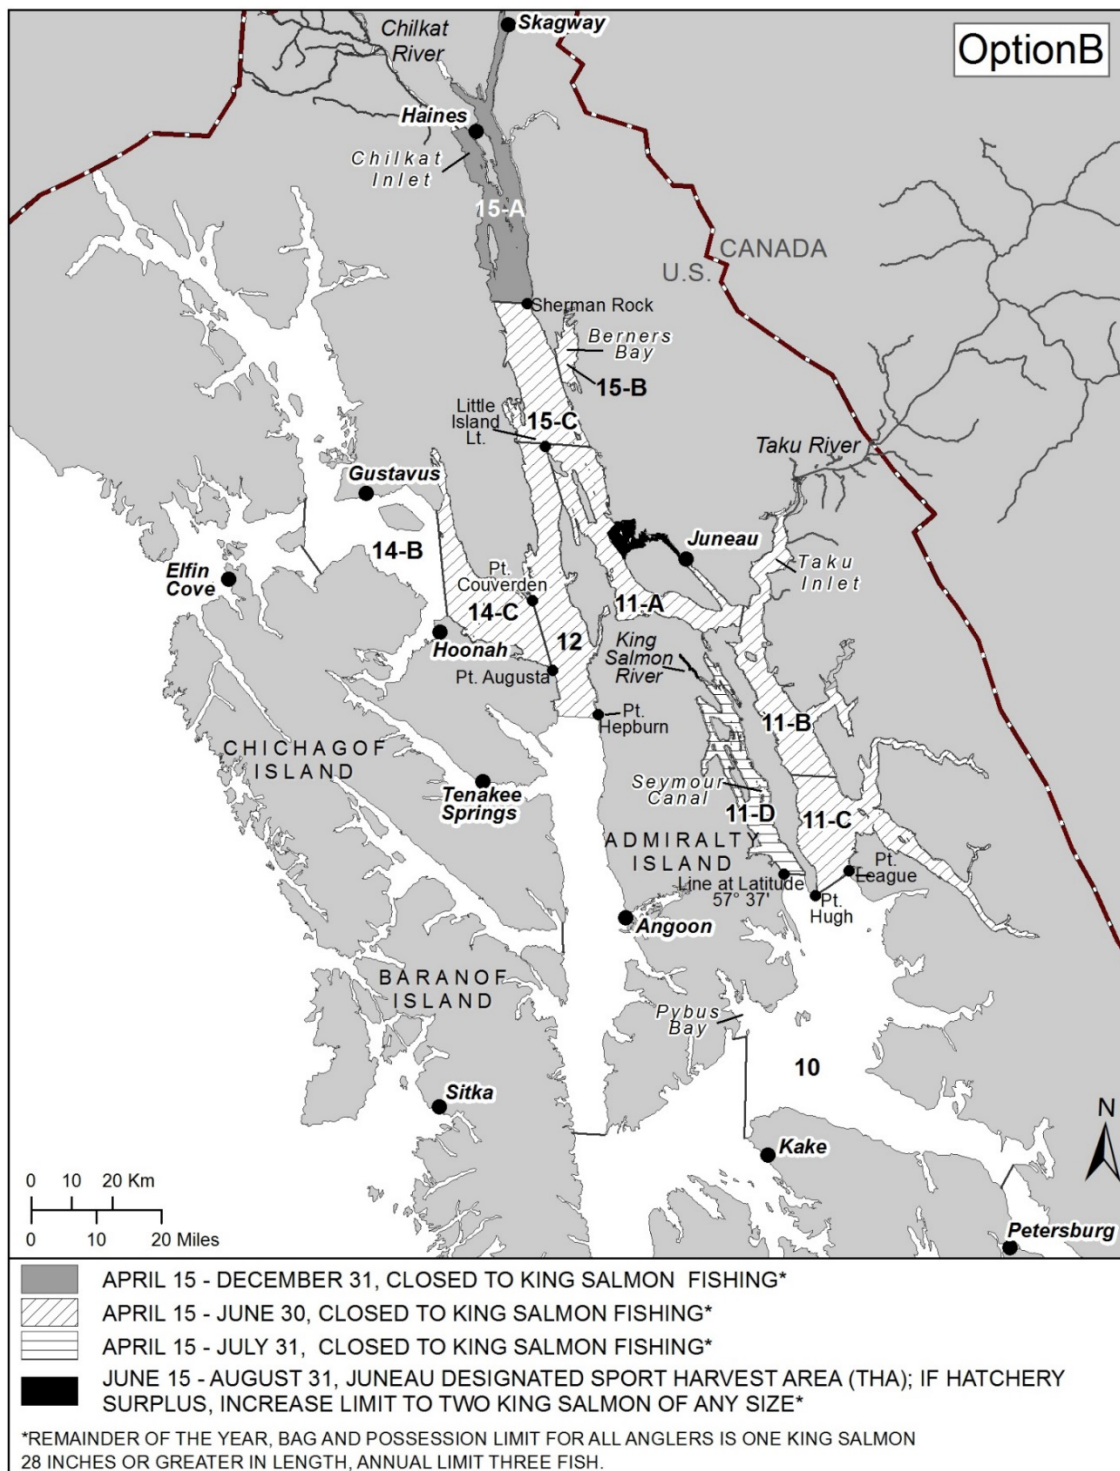 Chilkat
River
Skagway
OptionB
Haines
Chilkat
Inlet
15-A
CANADA
U.S.
Sherman Rock
Berners
Bay
15-B
Little
Island
Lt.
15-C
Taku River
Gustavus
14-B
Juneau
Elfin
Cove
Pt.
Couverden
Taku
Inlet
14-C
11-A
Hoonah
12
King
Salmon
River
Pt. Augusta
Pt.
Hepburn
11-B
CHICHAGOF
ISLAND
Seymour
Canal
Tenakee
Springs
11-D
11-C
ADMIRALTY
ISLAND
Pt.
League
Line at Latitude
57° 37'
Pt.
Hugh
Angoon
BARANOF
ISLAND
Pybus
Bay
10
Sitka
N
Kake
0 10 20 Km
0 10 20 Miles
Petersburg
APRIL 15 - DECEMBER 31, CLOSED TO KING SALMON FISHING*
APRIL 15 - JUNE 30, CLOSED TO KING SALMON FISHING*
APRIL 15 - JULY 31, CLOSED TO KING SALMON FISHING*
JUNE 15 - AUGUST 31, JUNEAU DESIGNATED SPORT HARVEST AREA (THA); IF HATCHERY
SURPLUS, INCREASE LIMIT TO TWO KING SALMON OF ANY SIZE*
*REMAINDER OF THE YEAR, BAG AND POSSESSION LIMIT FOR ALL ANGLERS IS ONE KING SALMON
28 INCHES OR GREATER IN LENGTH, ANNUAL LIMIT THREE FISH.